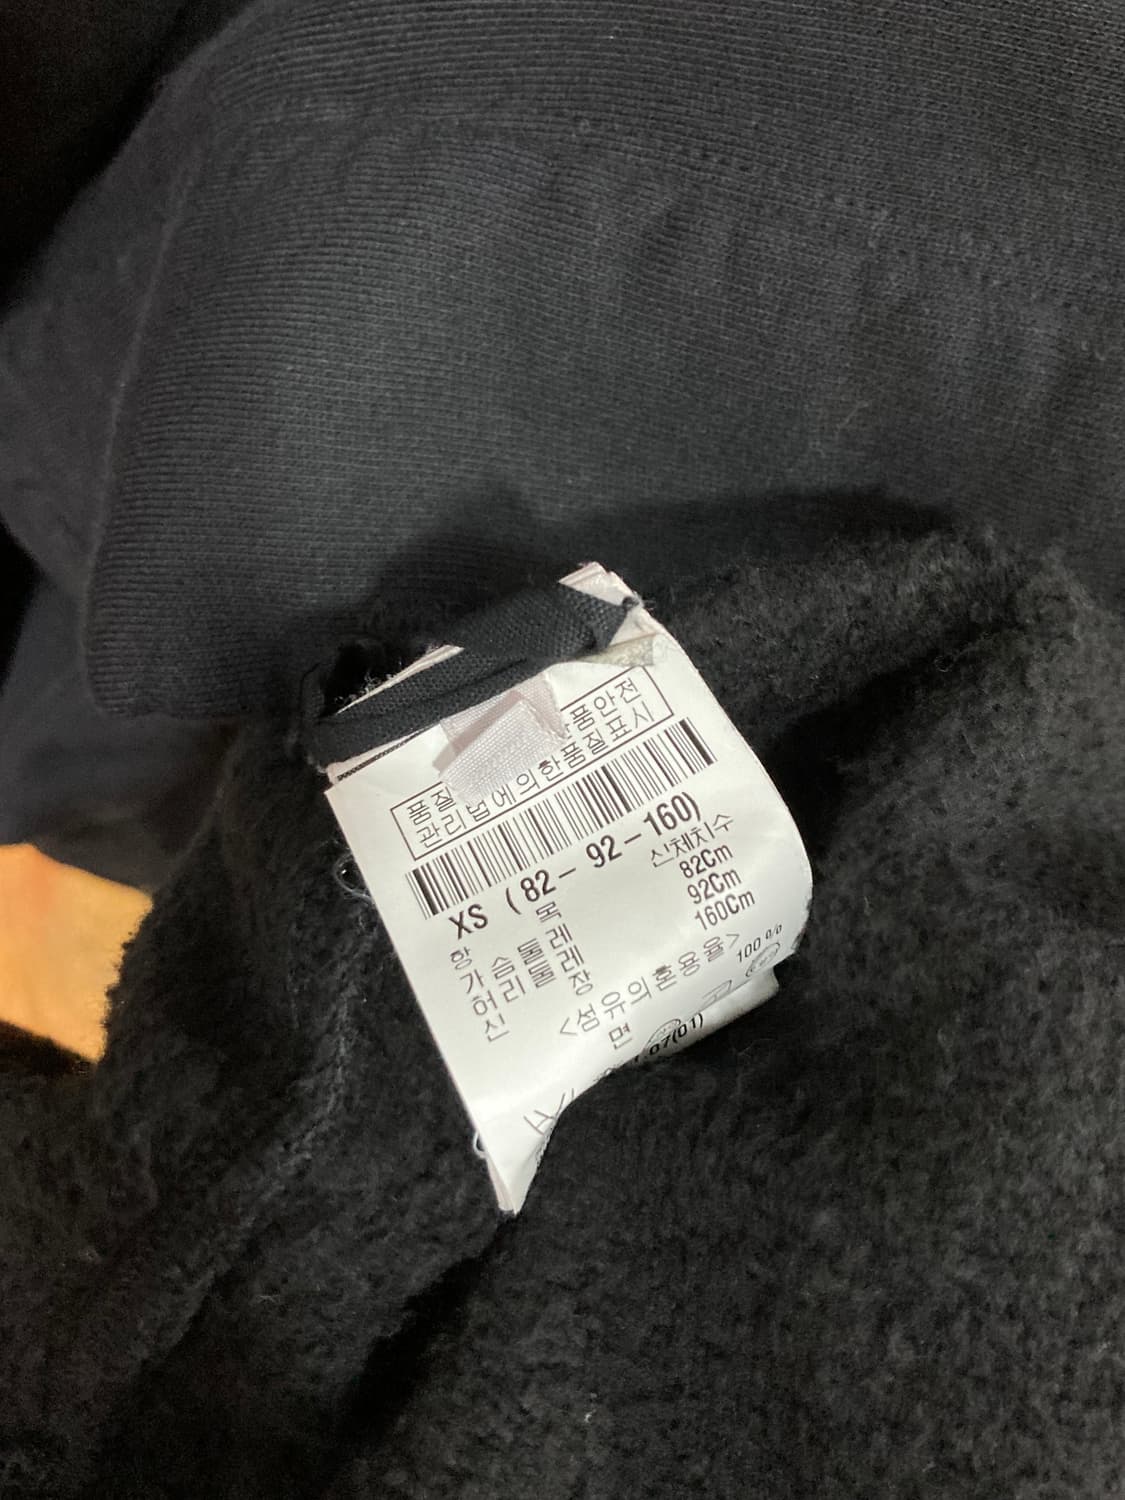 품질 품안전
관리법에의한품질표시
XS (82-92-160)
항목 신체치수
가슴둘레 82Cm
허리둘레 92Cm
신장 160Cm
<섬유의혼용율>
면 100%
07(01)